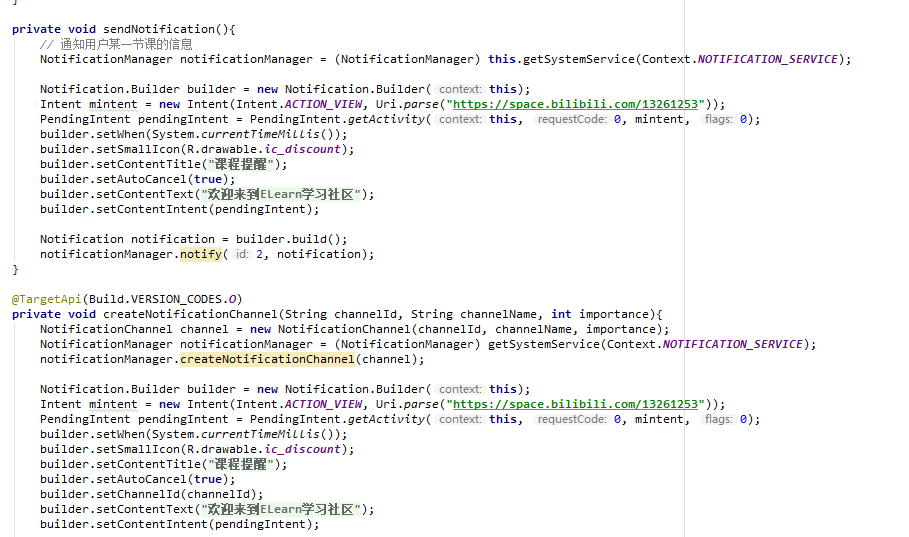 }
private void sendNotification(){
// 通知用户某一节课的信息
NotificationManager notificationManager = (NotificationManager) this.getSystemService(Context.NOTIFICATION_SERVICE);
Notification.Builder builder = new Notification.Builder( context: this);
Intent mintent = new Intent(Intent.ACTION_VIEW, Uri.parse("https://space.bilibili.com/13261253"));
PendingIntent pendingIntent = PendingIntent.getActivity( context: this, requestCode: 0, mintent, flags: 0);
builder.setWhen(System.currentTimeMillis());
builder.setSmallIcon(R.drawable.ic_discount);
builder.setContentTitle("课程提醒");
builder.setAutoCancel(true);
builder.setContentText("欢迎来到ELearn学习社区");
builder.setContentIntent(pendingIntent);
Notification notification = builder.build();
notificationManager.notify( id: 2, notification);
}
@TargetApi(Build.VERSION_CODES.O)
private void createNotificationChannel(String channelId, String channelName, int importance){
NotificationChannel channel = new NotificationChannel(channelId, channelName, importance);
NotificationManager notificationManager = (NotificationManager) getSystemService(Context.NOTIFICATION_SERVICE);
notificationManager.createNotificationChannel(channel);
Notification.Builder builder = new Notification.Builder( context: this);
Intent mintent = new Intent(Intent.ACTION_VIEW, Uri.parse("https://space.bilibili.com/13261253"));
PendingIntent pendingIntent = PendingIntent.getActivity( context: this, requestCode: 0, mintent, flags: 0);
builder.setWhen(System.currentTimeMillis());
builder.setSmallIcon(R.drawable.ic_discount);
builder.setContentTitle("课程提醒");
builder.setAutoCancel(true);
builder.setChannelId(channelId);
builder.setContentText("欢迎来到ELearn学习社区");
builder.setContentIntent(pendingIntent);